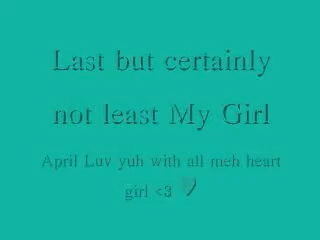 Last but certainly
not least My Girl
April Luv yuh with all meh heart
girl <3